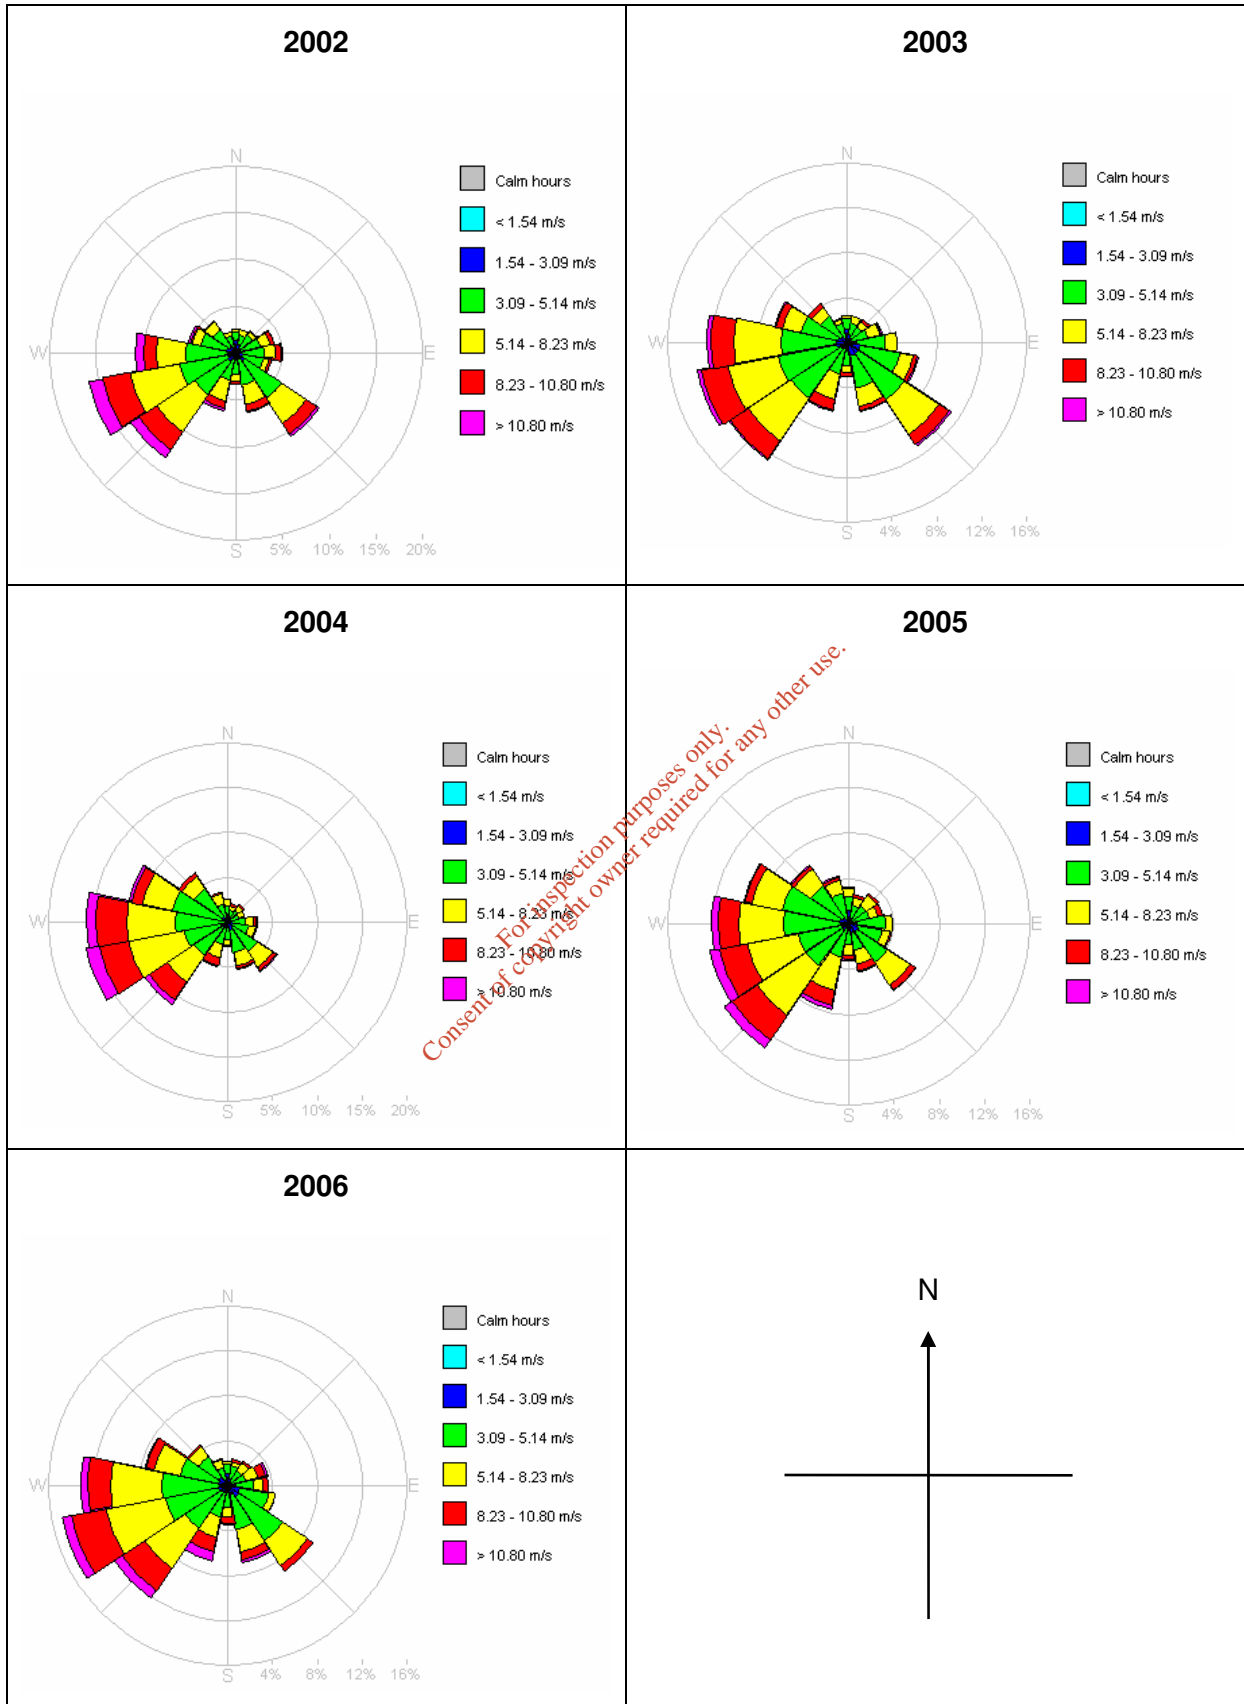 2002
N
W
E
S
5% 10% 15% 20%
Calm hours
< 1.54 m/s
1.54 - 3.09 m/s
3.09 - 5.14 m/s
5.14 - 8.23 m/s
8.23 - 10.80 m/s
> 10.80 m/s
2003
N
W
E
S
4% 8% 12% 16%
Calm hours
< 1.54 m/s
1.54 - 3.09 m/s
3.09 - 5.14 m/s
5.14 - 8.23 m/s
8.23 - 10.80 m/s
> 10.80 m/s
2004
N
W
E
S
5% 10% 15% 20%
Calm hours
< 1.54 m/s
1.54 - 3.09 m/s
3.09 - 5.14 m/s
5.14 - 8.23 m/s
8.23 - 10.80 m/s
> 10.80 m/s
For inspection purposes only.
Consent of copyright owner required for any other use.
2005
N
W
E
S
4% 8% 12% 16%
Calm hours
< 1.54 m/s
1.54 - 3.09 m/s
3.09 - 5.14 m/s
5.14 - 8.23 m/s
8.23 - 10.80 m/s
> 10.80 m/s
2006
N
W
E
S
4% 8% 12% 16%
Calm hours
< 1.54 m/s
1.54 - 3.09 m/s
3.09 - 5.14 m/s
5.14 - 8.23 m/s
8.23 - 10.80 m/s
> 10.80 m/s
N